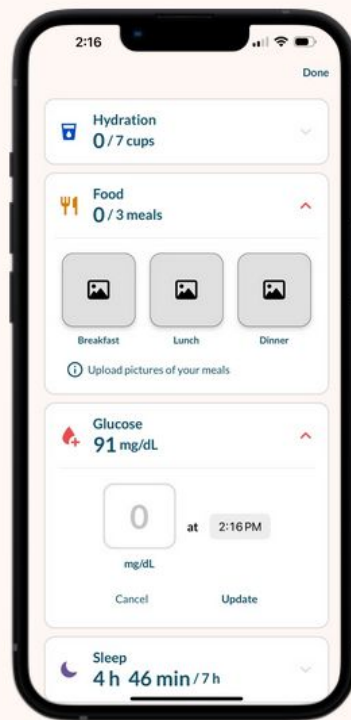 2:16
Done
Hydration
0 / 7 cups
Food
0 / 3 meals
Breakfast Lunch Dinner
Upload pictures of your meals
Glucose
91 mg/dL
0 at 2:16 PM
mg/dL
Cancel Update
Sleep
4 h 46 min / 7 h